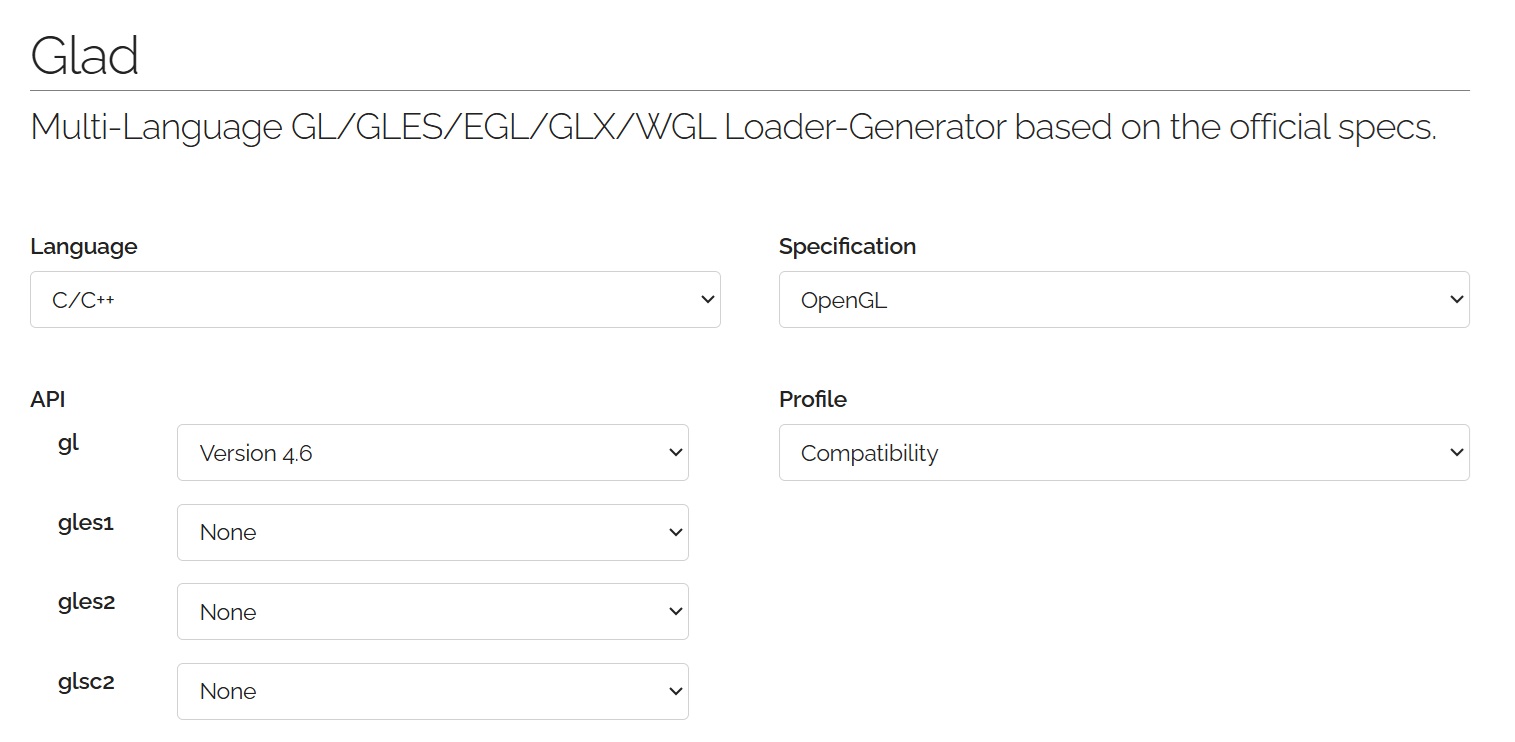 Glad
Multi-Language GL/GLES/EGL/GLX/WGL Loader-Generator based on the official specs.
Language
Specification
C/C++
OpenGL
API
Profile
gl
Version 4.6
Compatibility
gles1
None
gles2
None
glsc2
None